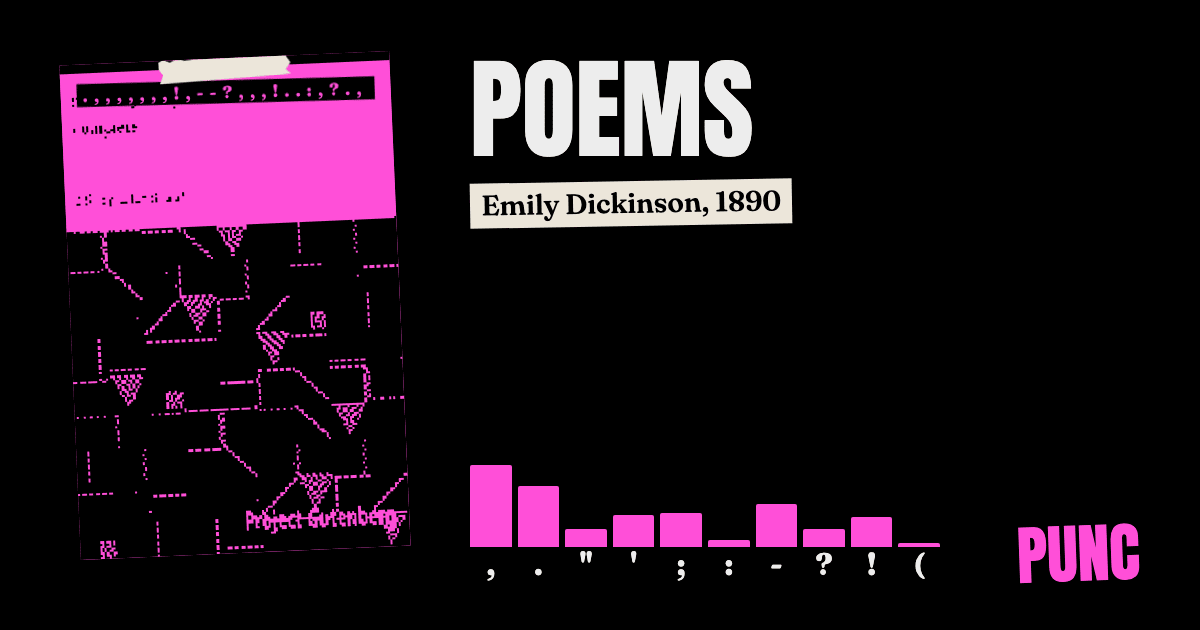 .,,,,,,,!,--?,,,!..:,?.,
Project Gutenberg
POEMS
Emily Dickinson, 1890
, . " ' ; : - ? ! (
PUNC